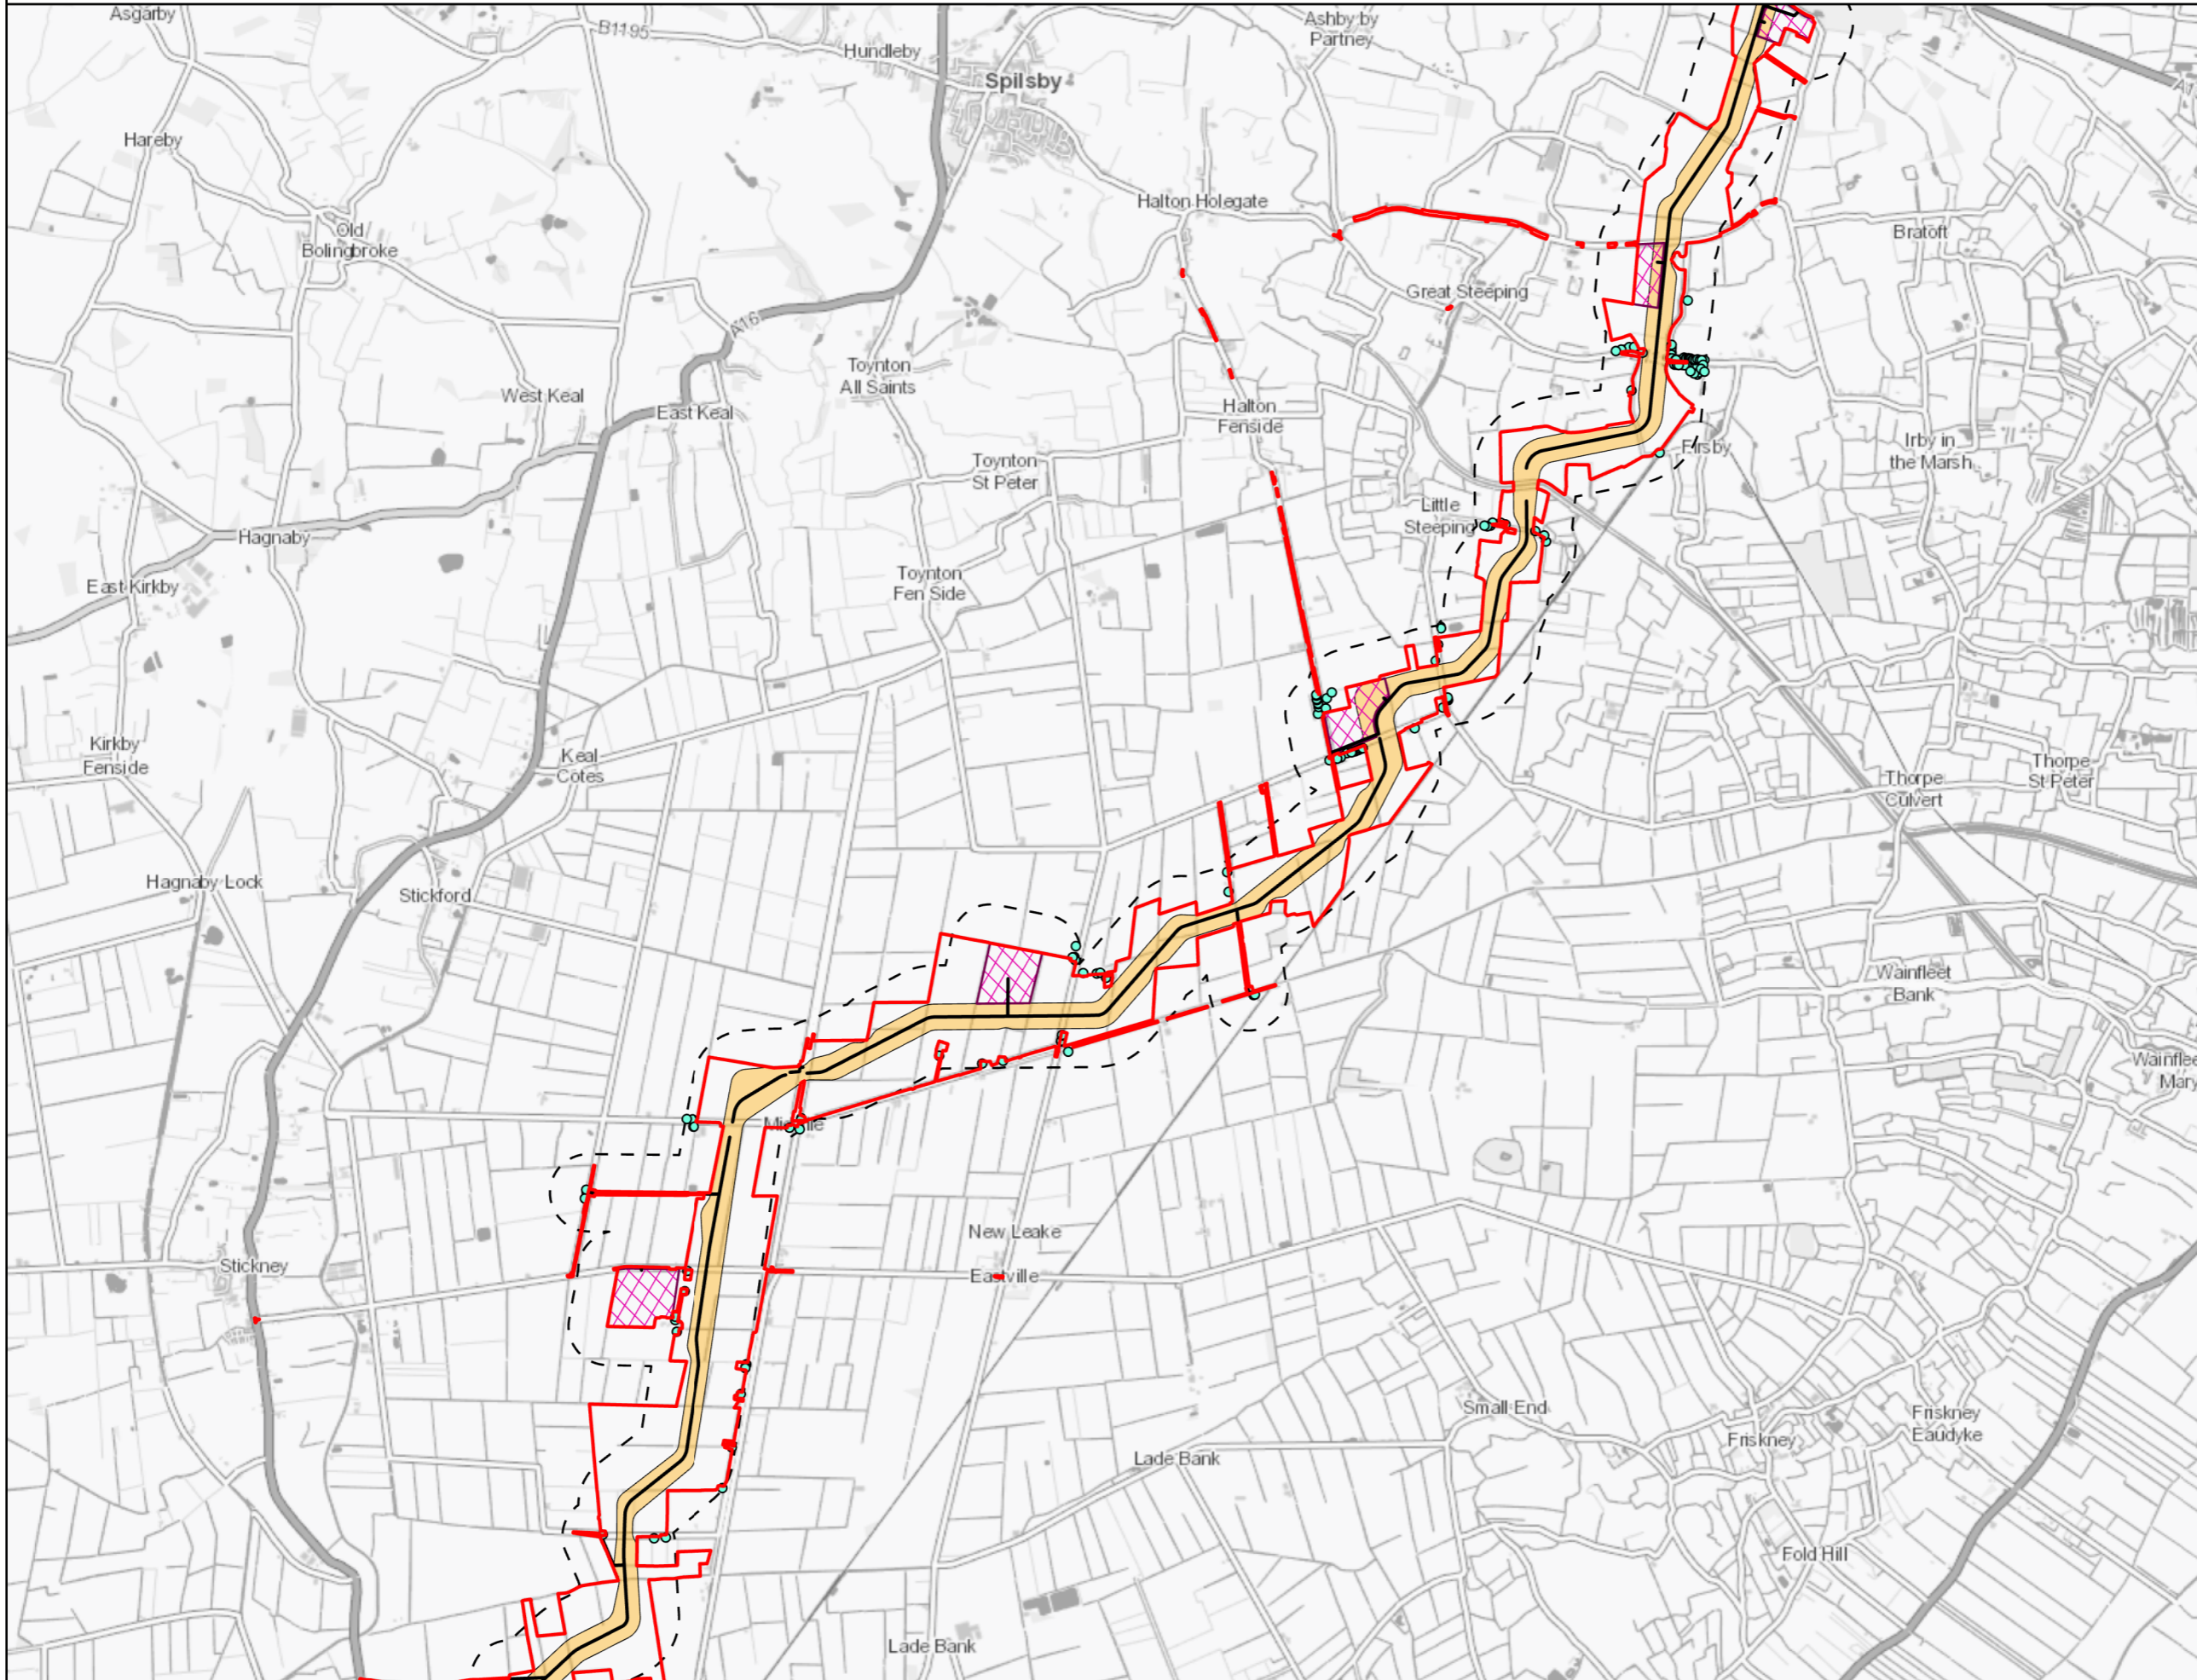 Asgarby
B1195
Hundleby
Spilsby
Ashby by
Partney
Hareby
Halton Holegate
Old
Bolingbroke
Bratoft
Great Steeping
A16
Toynton
All Saints
West Keal
East Keal
Halton
Fenside
Toynton
St Peter
Firsby
Irby in
the Marsh
Little
Steeping
Hagnaby
East Kirkby
Toynton
Fen Side
Kirkby
Fenside
Keal
Cotes
Thorpe
Culvert
Thorpe
St Peter
Hagnaby Lock
Stickford
Wainfleet
Bank
New Leake
Stickney
Eastville
Small End
Friskney
Eaudyke
Friskney
Lade Bank
Fold Hill
Lade Bank